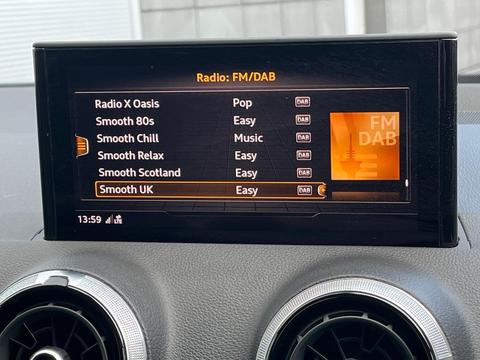 Radio: FM/DAB
Radio X Oasis Pop DAB
Smooth 80s Easy DAB
Smooth Chill Music DAB
Smooth Relax Easy DAB
Smooth Scotland Easy DAB
Smooth UK Easy DAB
FM
DAB
13:59 LTE